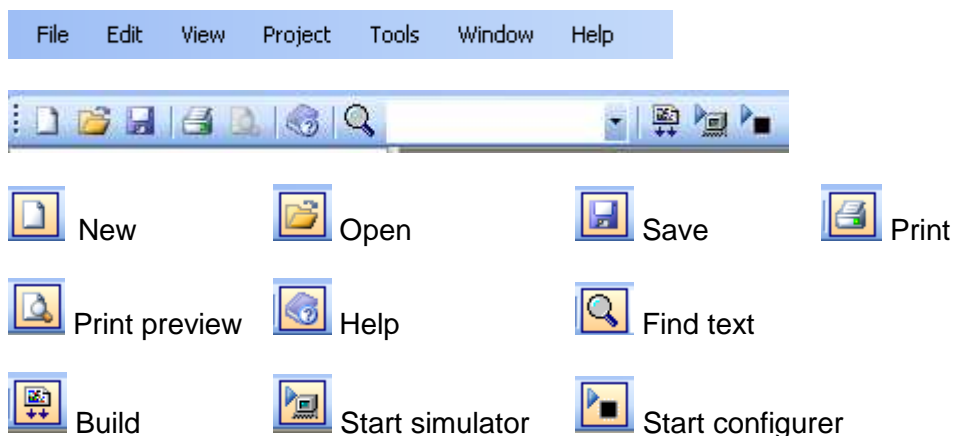 File Edit View Project Tools Window Help
New Open Save Print
Print preview Help Find text
Build Start simulator Start configurer